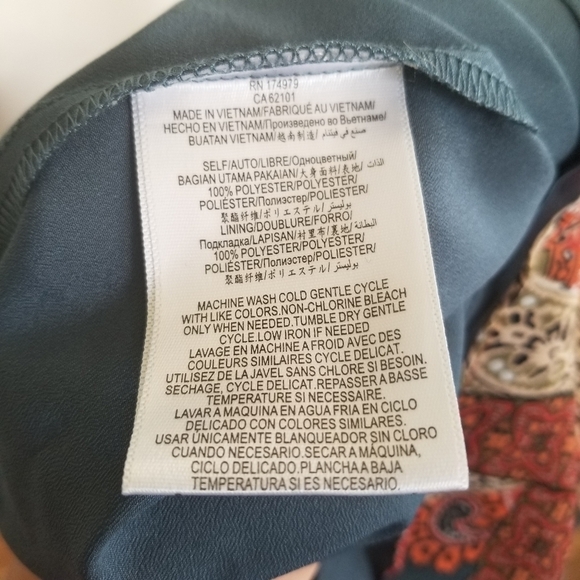 RN 174979
CA 62101
MADE IN VIETNAM/FABRIQUÉ AU VIETNAM/
HECHO EN VIETNAM/Произведено во Вьетнаме/
BUATAN VIETNAM/越南制造/صنع في فيتنام
SELF/AUTO/LIBRE/Одноцветный/
BAGIAN UTAMA PAKAIAN/大身面料/表地/الذات
100% POLYESTER/POLYESTER/
POLIÉSTER/Полиэстер/POLIESTER/
聚酯纤维/ポリエステル/بوليستر
LINING/DOUBLURE/FORRO/
Подкладка/LAPISAN/衬里布/裏地/البطانة
100% POLYESTER/POLYESTER/
POLIÉSTER/Полиэстер/POLIESTER/
聚酯纤维/ポリエステル/بوليستر
MACHINE WASH COLD GENTLE CYCLE
WITH LIKE COLORS.NON-CHLORINE BLEACH
ONLY WHEN NEEDED.TUMBLE DRY GENTLE
CYCLE.LOW IRON IF NEEDED
LAVAGE EN MACHINE A FROID AVEC DES
COULEURS SIMILAIRES CYCLE DELICAT.
UTILISEZ DE LA JAVEL SANS CHLORE SI BESOIN.
SECHAGE, CYCLE DELICAT.REPASSER A BASSE
TEMPERATURE SI NECESSAIRE.
LAVAR A MAQUINA EN AGUA FRIA EN CICLO
DELICADO CON COLORES SIMILARES.
USAR ÚNICAMENTE BLANQUEADOR SIN CLORO
CUANDO NECESARIO.SECAR A MÁQUINA,
CICLO DELICADO.PLANCHA A BAJA
TEMPERATURA SI ES NECESARIO.